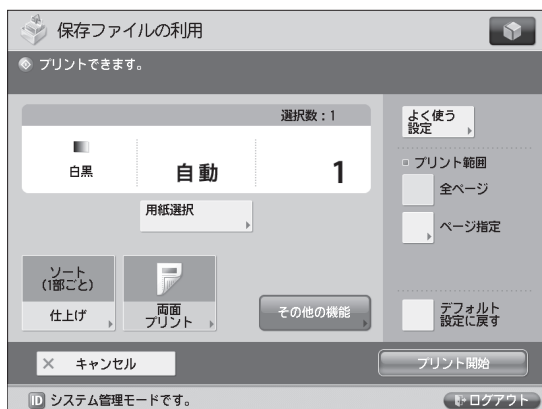 保存ファイルの利用
プリントできます。
選択数：1
白黒
自動
1
用紙選択
ソート
(1部ごと)
仕上げ
両面
プリント
その他の機能
よく使う
設定
プリント範囲
全ページ
ページ指定
デフォルト
設定に戻す
× キャンセル
プリント開始
ID システム管理モードです。
ログアウト